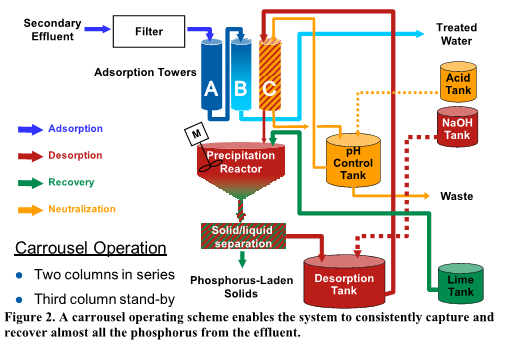 Secondary
Effluent
Filter
Treated
Water
Adsorption Towers
A
B
C
Acid
Tank
NaOH
Tank
Adsorption
Desorption
Recovery
Neutralization
M
Precipitation
Reactor
pH
Control
Tank
Waste
Solid/liquid
separation
Phosphorus-Laden
Solids
Desorption
Tank
Lime
Tank
Carrousel Operation
Two columns in series
Third column stand-by
Figure 2. A carrousel operating scheme enables the system to consistently capture and
recover almost all the phosphorus from the effluent.